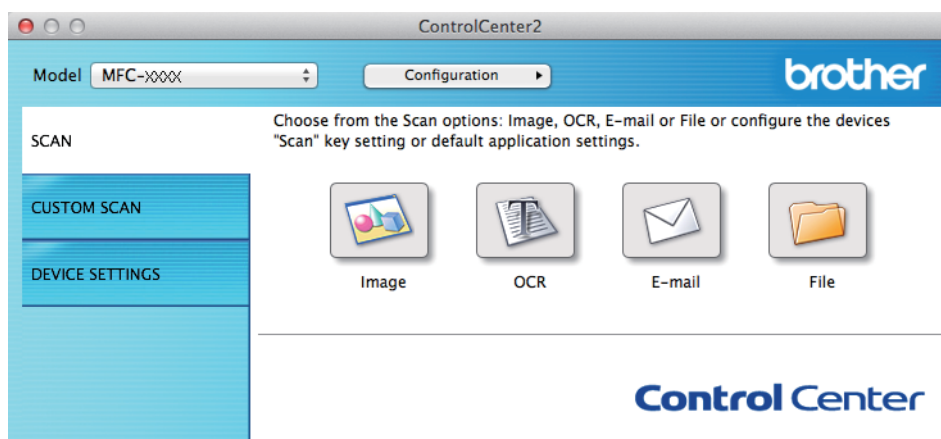 ControlCenter2
Model MFC-XXXX Configuration
brother
SCAN
Choose from the Scan options: Image, OCR, E-mail or File or configure the devices
"Scan" key setting or default application settings.
CUSTOM SCAN
DEVICE SETTINGS
Image OCR E-mail File
Control Center